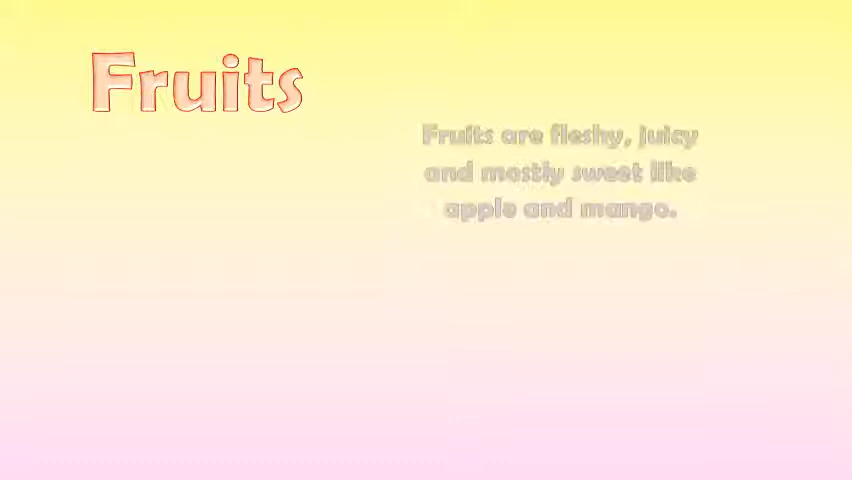 Fruits
Fruits are fleshy, juicy
and mostly sweet like
apple and mango.